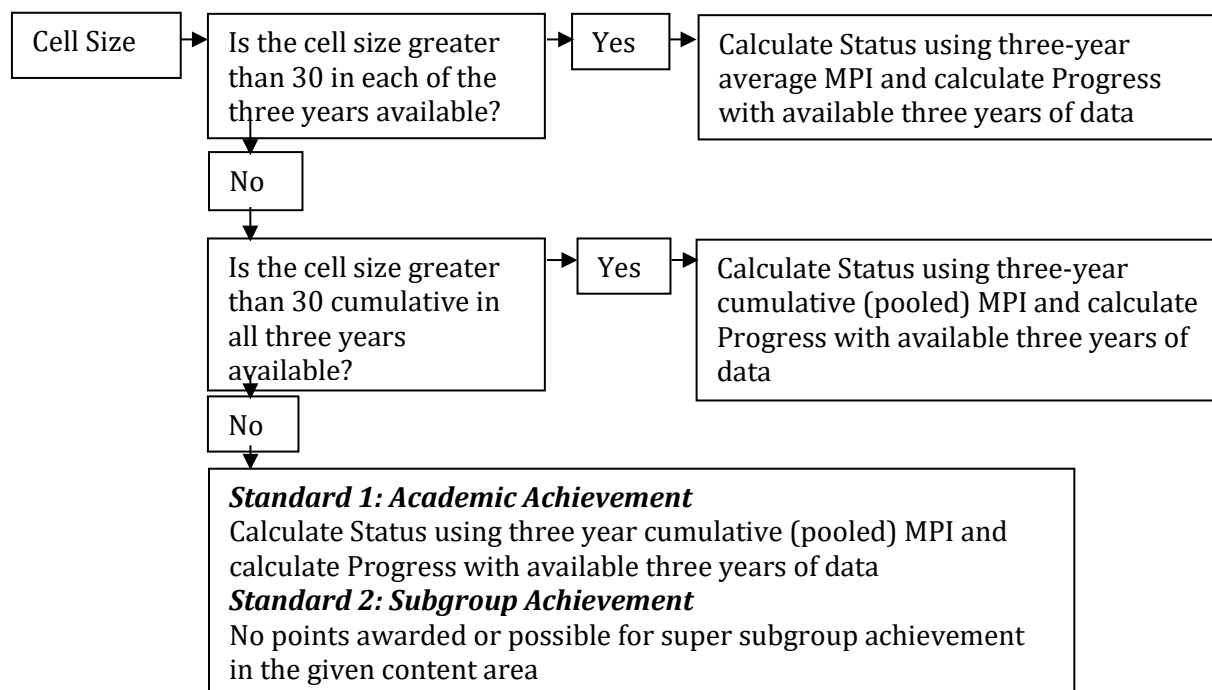 Cell Size
Is the cell size greater
than 30 in each of the
three years available?
Yes
Calculate Status using three-year
average MPI and calculate Progress
with available three years of data
No
Is the cell size greater
than 30 cumulative in
all three years
available?
Yes
Calculate Status using three-year
cumulative (pooled) MPI and calculate
Progress with available three years of
data
No
Standard 1: Academic Achievement
Calculate Status using three year cumulative (pooled) MPI and
calculate Progress with available three years of data
Standard 2: Subgroup Achievement
No points awarded or possible for super subgroup achievement
in the given content area